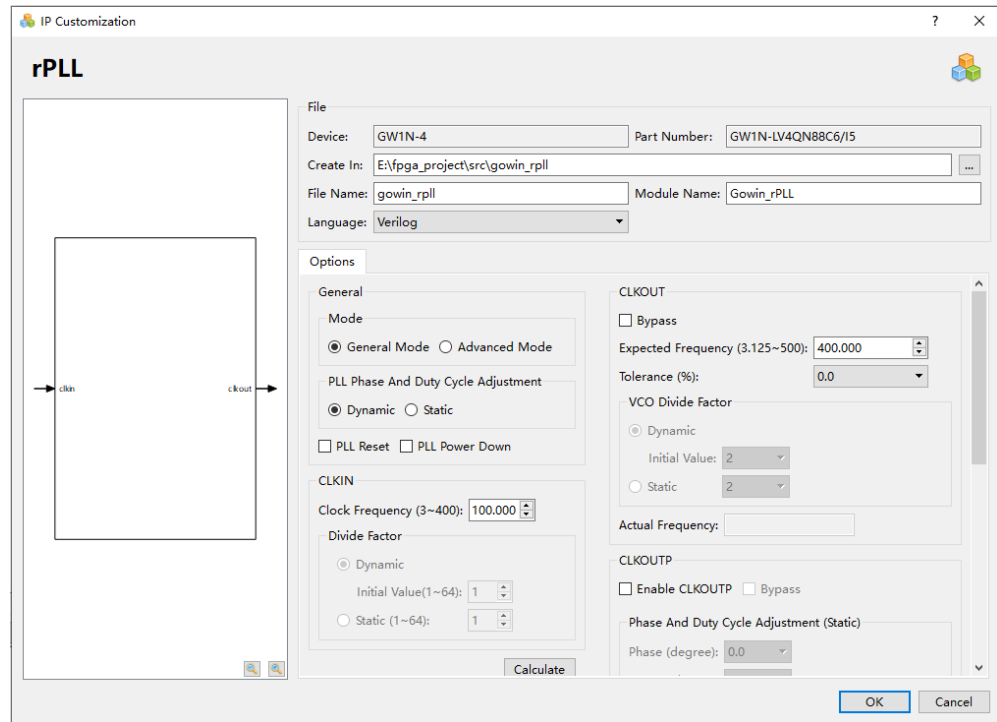 IP Customization
rPLL
clkin
clkout
File
Device: GW1N-4 Part Number: GW1N-LV4QN88C6/I5
Create In: E:\fpga_project\src\gowin_rpll ...
File Name: gowin_rpll Module Name: Gowin_rPLL
Language: Verilog
Options
General
Mode
General Mode Advanced Mode
PLL Phase And Duty Cycle Adjustment
Dynamic Static
PLL Reset PLL Power Down
CLKIN
Clock Frequency (3~400): 100.000
Divide Factor
Dynamic
Initial Value(1~64): 1
Static (1~64): 1
Calculate
CLKOUT
Bypass
Expected Frequency (3.125~500): 400.000
Tolerance (%): 0.0
VCO Divide Factor
Dynamic
Initial Value: 2
Static 2
Actual Frequency:
CLKOUTP
Enable CLKOUTP Bypass
Phase And Duty Cycle Adjustment (Static)
Phase (degree): 0.0
OK Cancel